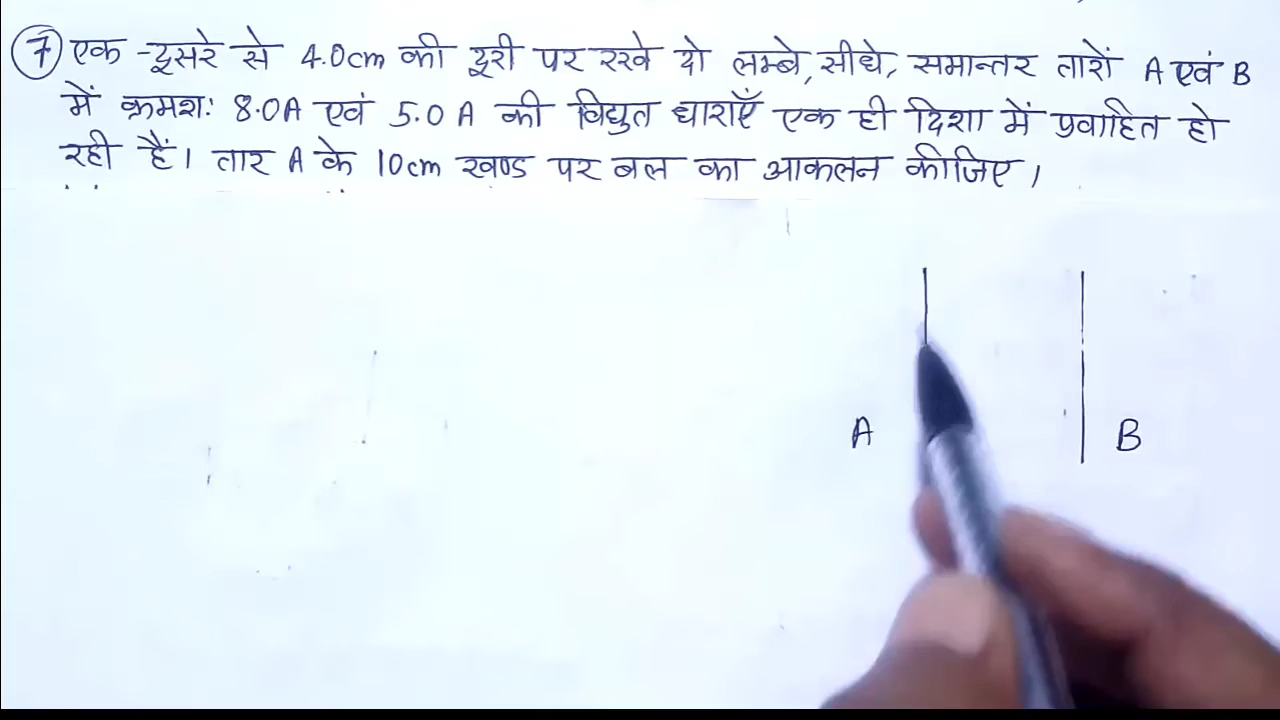 7 एक दूसरे से 4.0cm की दूरी पर रखे दो लम्बे, सीधे, समान्तर तारों A एवं B
में क्रमश: 8.0A एवं 5.0A की विद्युत धाराएँ एक ही दिशा में प्रवाहित हो
रही हैं। तार A के 10cm खण्ड पर बल का आकलन कीजिए।
A B